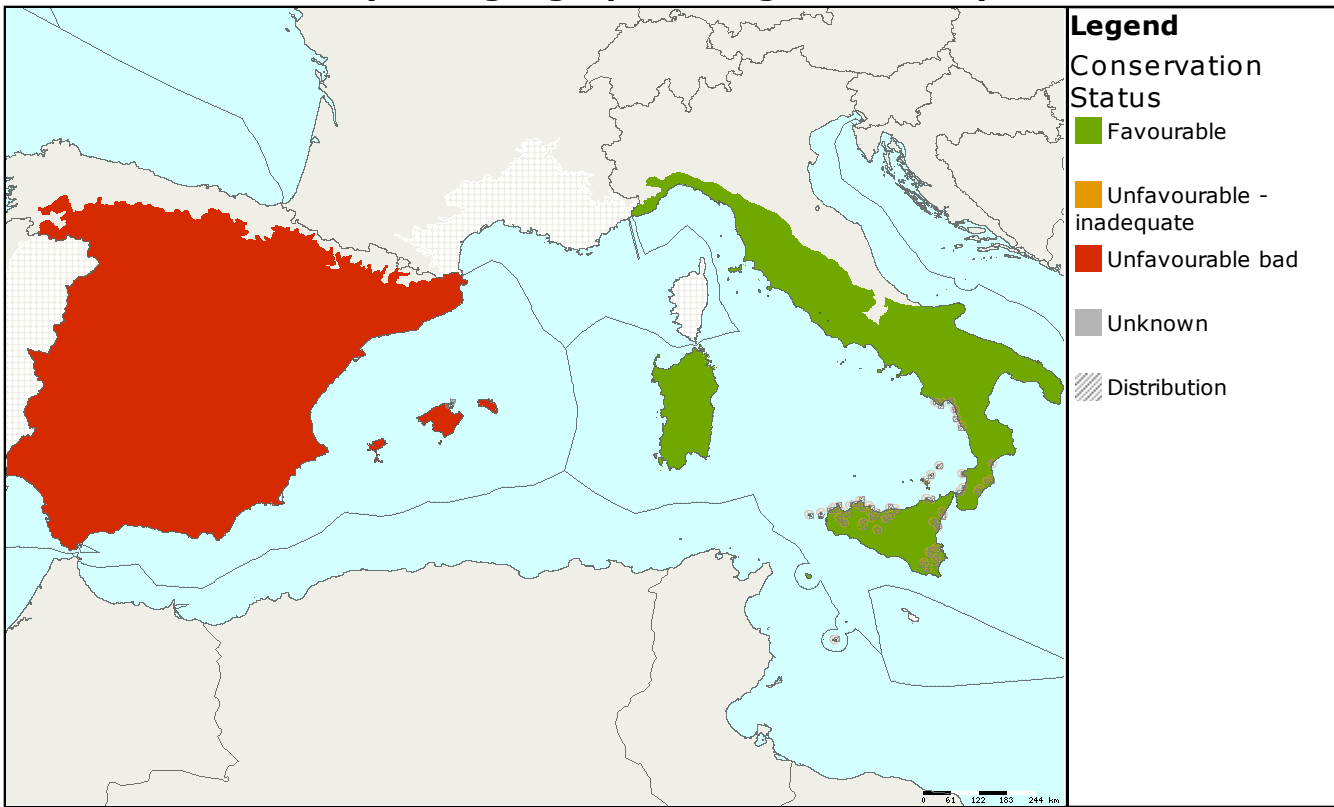 Legend
Conservation
Status
Favourable
Unfavourable -
inadequate
Unfavourable bad
Unknown
Distribution
0 61 122 183 244 km